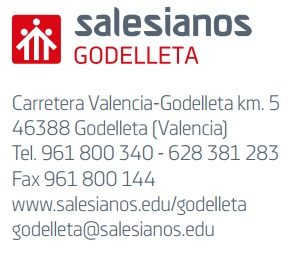 salesianos
GODELLETA
Carretera Valencia-Godelleta km. 5
46388 Godelleta (Valencia)
Tel. 961 800 340 - 628 381 283
Fax 961 800 144
www.salesianos.edu/godelleta
godelleta@salesianos.edu